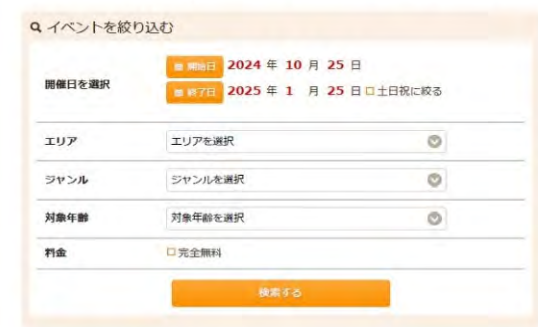 イベントを絞り込む
開催日を選択
開始日 2024 年 10 月 25 日
終了日 2025 年 1 月 25 日 土日祝に絞る
エリア エリアを選択
ジャンル ジャンルを選択
対象年齢 対象年齢を選択
料金 完全無料
検索する